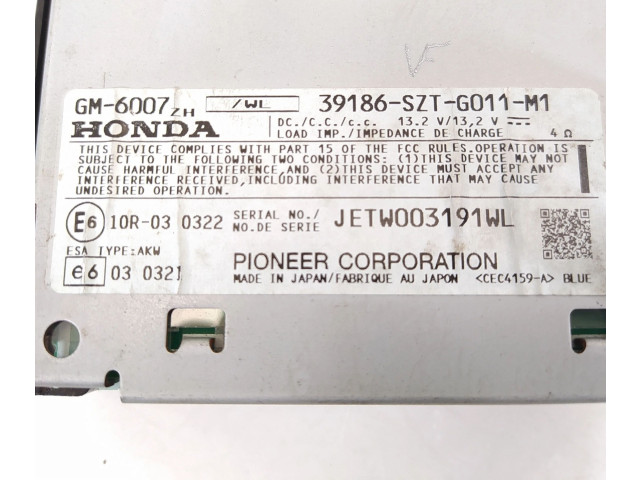 VF
GM-6007ZH /WL 39186-SZT-G011-M1
HONDA DC./C.C./c.c. 13.2 V/13,2 V ⎓
LOAD IMP./IMPEDANCE DE CHARGE 4 Ω
THIS DEVICE COMPLIES WITH PART 15 OF THE FCC RULES.OPERATION IS
SUBJECT TO THE FOLLOWING TWO CONDITIONS: (1)THIS DEVICE MAY NOT
CAUSE HARMFUL INTERFERENCE, AND (2)THIS DEVICE MUST ACCEPT ANY
INTERFERENCE RECEIVED,INCLUDING INTERFERENCE THAT MAY CAUSE
UNDESIRED OPERATION.
E6 10R-03 0322 SERIAL NO./
NO.DE SERIE JETW003191WL
ESA TYPE:AKW
e6 03 0321 PIONEER CORPORATION
MADE IN JAPAN/FABRIQUE AU JAPON <CEC4159-A> BLUE